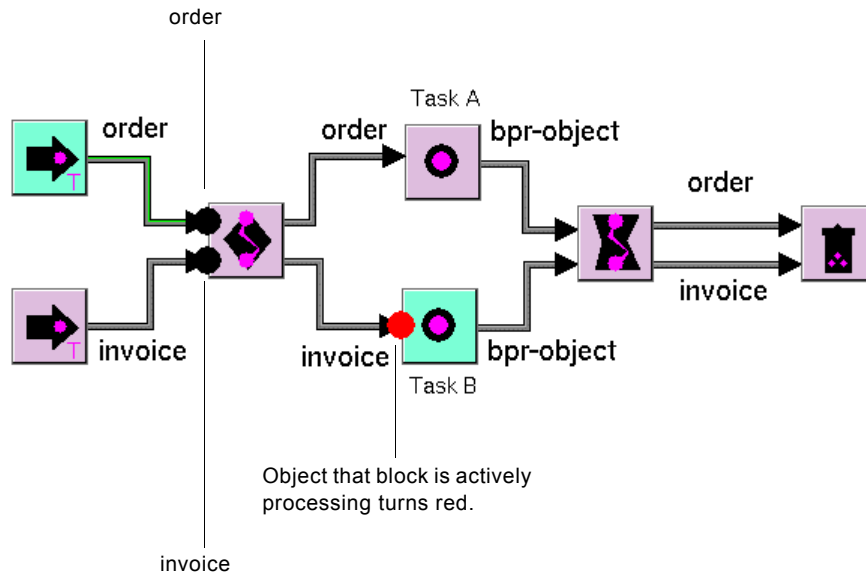 order
Task A
order
order
bpr-object
order
T
invoice
T
invoice
invoice
bpr-object
Task B
Object that block is actively
processing turns red.
invoice